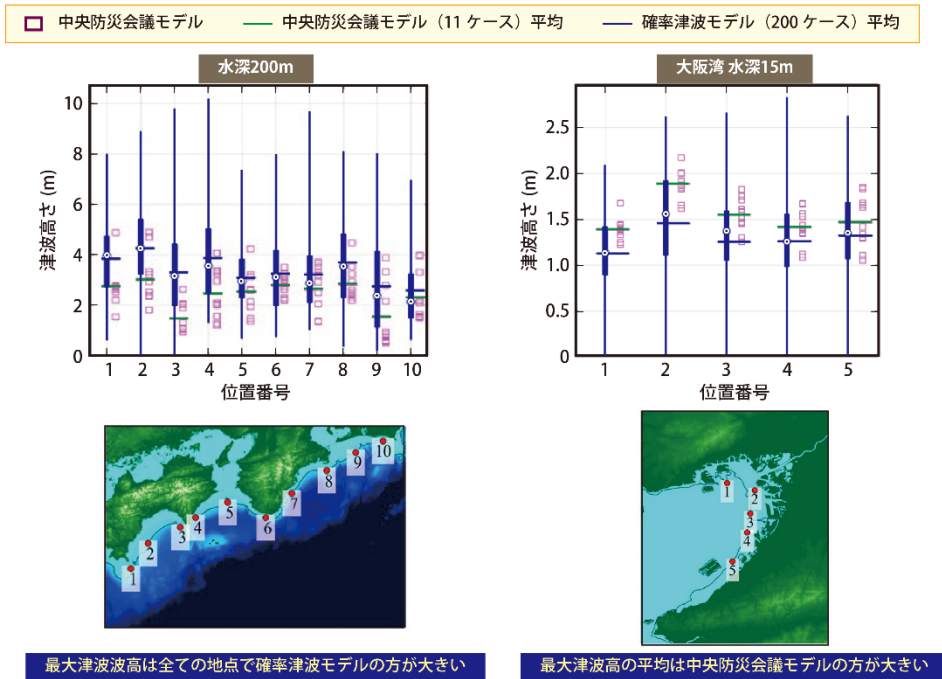 中央防災会議モデル
中央防災会議モデル（11 ケース）平均
確率津波モデル（200 ケース）平均
水深200m
津波高さ (m)
10
8
6
4
2
0
1 2 3 4 5 6 7 8 9 10
位置番号
大阪湾 水深15m
津波高さ (m)
2.5
2.0
1.5
1.0
0.5
0
1 2 3 4 5
位置番号
1 2 3 4 5 6 7 8 9 10
1 2 3 4 5
最大津波波高は全ての地点で確率津波モデルの方が大きい
最大津波高の平均は中央防災会議モデルの方が大きい